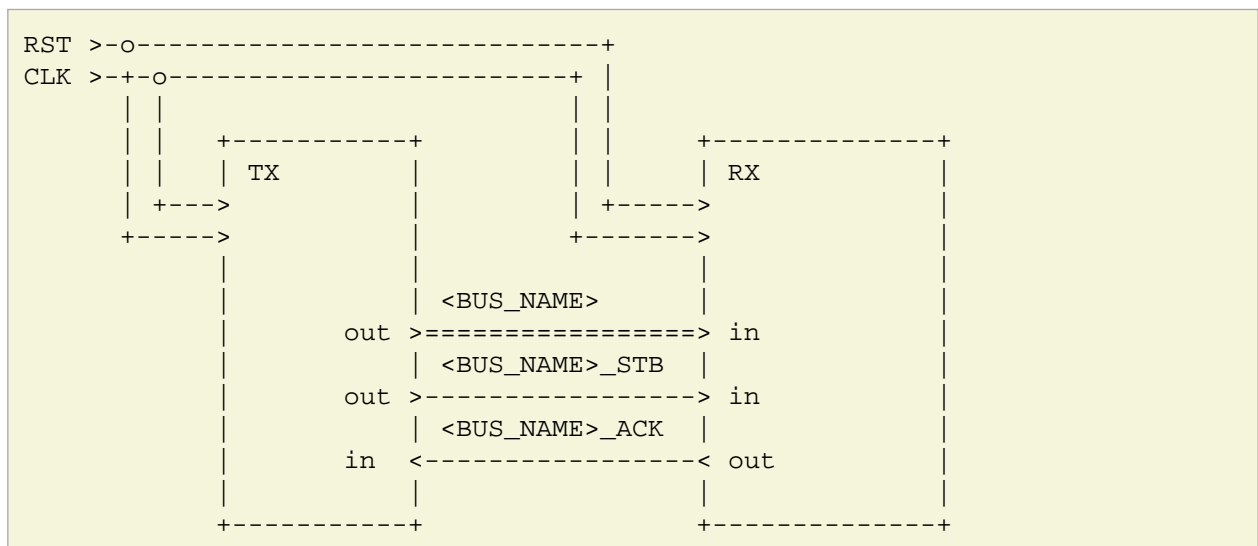 RST >-o-----------------------------+
CLK >-+-o-------------------------+ |
      | |                         | |
      | |   +-----------+         | |     +--------------+
      | |   | TX        |         | |     | RX           |
      | +--->           |         | +----->              |
      +----->           |         +------->              |
            |           |                 |              |
            |           | <BUS_NAME>      |              |
            |       out >=================> in           |
            |           | <BUS_NAME>_STB  |              |
            |       out >-----------------> in           |
            |           | <BUS_NAME>_ACK  |              |
            |       in  <-----------------< out          |
            |           |                 |              |
            +-----------+                 +--------------+